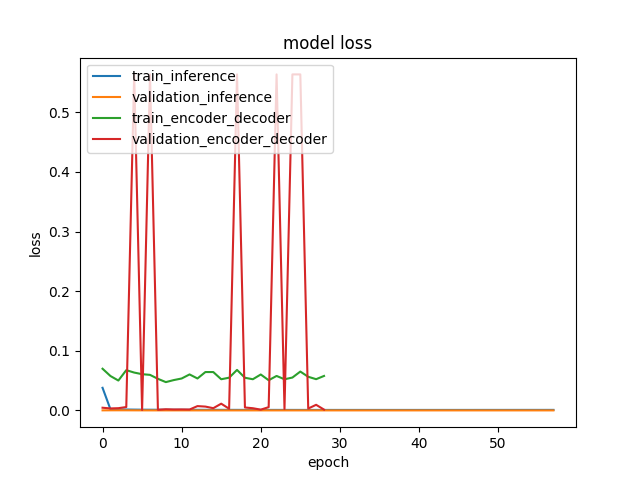 model loss
train_inference
validation_inference
train_encoder_decoder
validation_encoder_decoder
0.5
0.4
0.3
0.2
0.1
0.0
loss
0 10 20 30 40 50
epoch